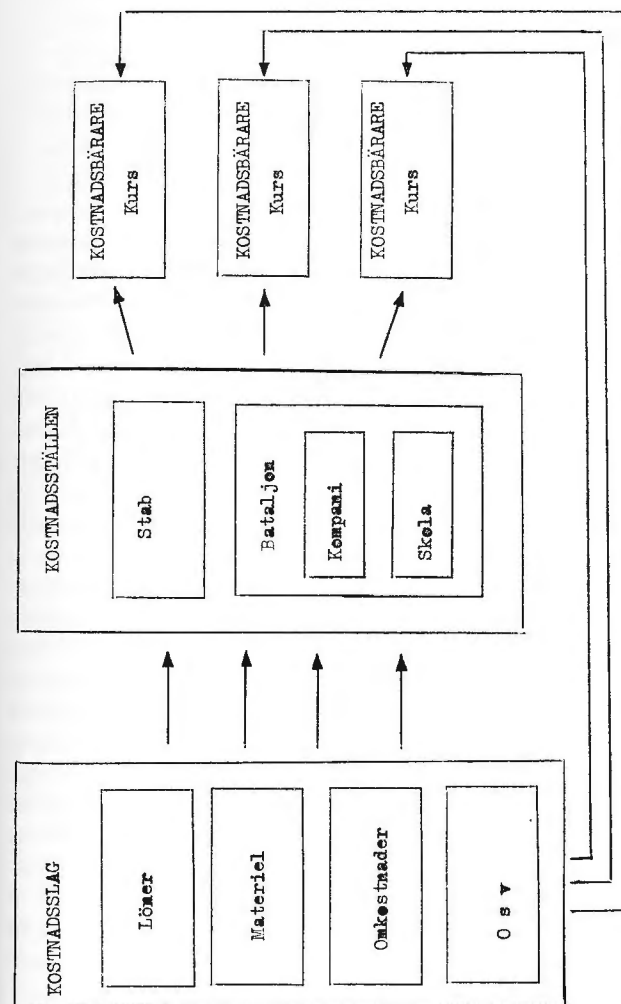 KOSTNADSSLAG
Löner
Materiel
Omkostnader
O s v
KOSTNADSSTÄLLEN
Stab
Bataljon
Kompani
Skola
KOSTNADSBÄRARE
Kurs
KOSTNADSBÄRARE
Kurs
KOSTNADSBÄRARE
Kurs